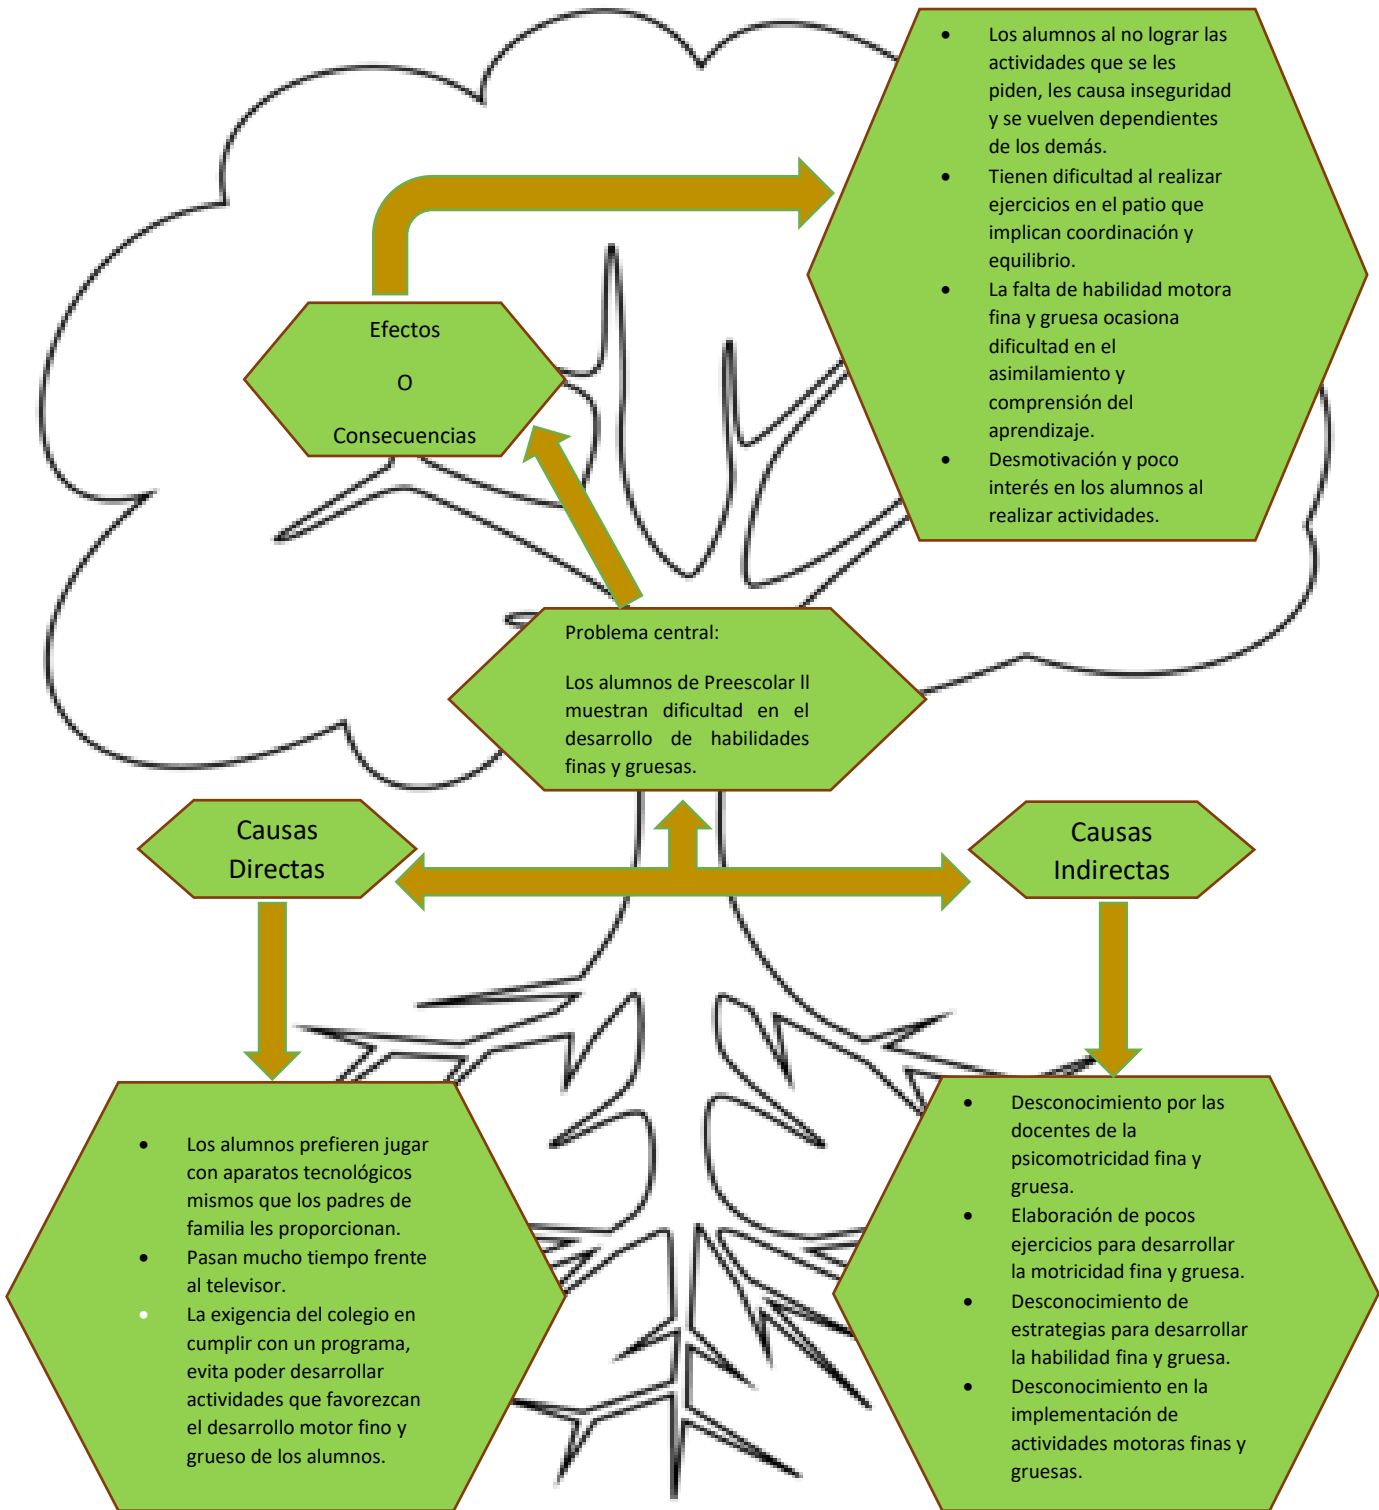 • Los alumnos al no lograr las
actividades que se les
piden, les causa inseguridad
y se vuelven dependientes
de los demás.
• Tienen dificultad al realizar
ejercicios en el patio que
implican coordinación y
equilibrio.
• La falta de habilidad motora
fina y gruesa ocasiona
dificultad en el
asimilamiento y
comprensión del
aprendizaje.
• Desmotivación y poco
interés en los alumnos al
realizar actividades.
Efectos
O
Consecuencias
Problema central:
Los alumnos de Preescolar ll
muestran dificultad en el
desarrollo de habilidades
finas y gruesas.
Causas
Directas
Causas
Indirectas
• Los alumnos prefieren jugar
con aparatos tecnológicos
mismos que los padres de
familia les proporcionan.
• Pasan mucho tiempo frente
al televisor.
• La exigencia del colegio en
cumplir con un programa,
evita poder desarrollar
actividades que favorezcan
el desarrollo motor fino y
grueso de los alumnos.
• Desconocimiento por las
docentes de la
psicomotricidad fina y
gruesa.
• Elaboración de pocos
ejercicios para desarrollar
la motricidad fina y gruesa.
• Desconocimiento de
estrategias para desarrollar
la habilidad fina y gruesa.
• Desconocimiento en la
implementación de
actividades motoras finas y
gruesas.